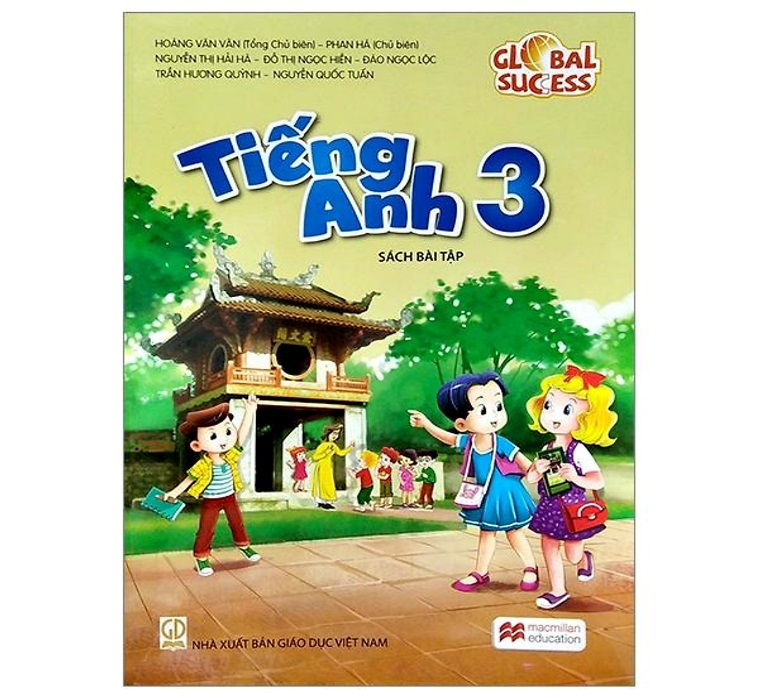 HOÀNG VĂN VÂN (Tổng Chủ biên) – PHAN HÀ (Chủ biên)
NGUYỄN THỊ HẢI HÀ – ĐỖ THỊ NGỌC HIỀN – ĐÀO NGỌC LỘC
TRẦN HƯƠNG QUỲNH – NGUYỄN QUỐC TUẤN
GLOBAL
SUCCESS
Tiếng
Anh 3
SÁCH BÀI TẬP
GD
NHÀ XUẤT BẢN GIÁO DỤC VIỆT NAM
macmillan
education